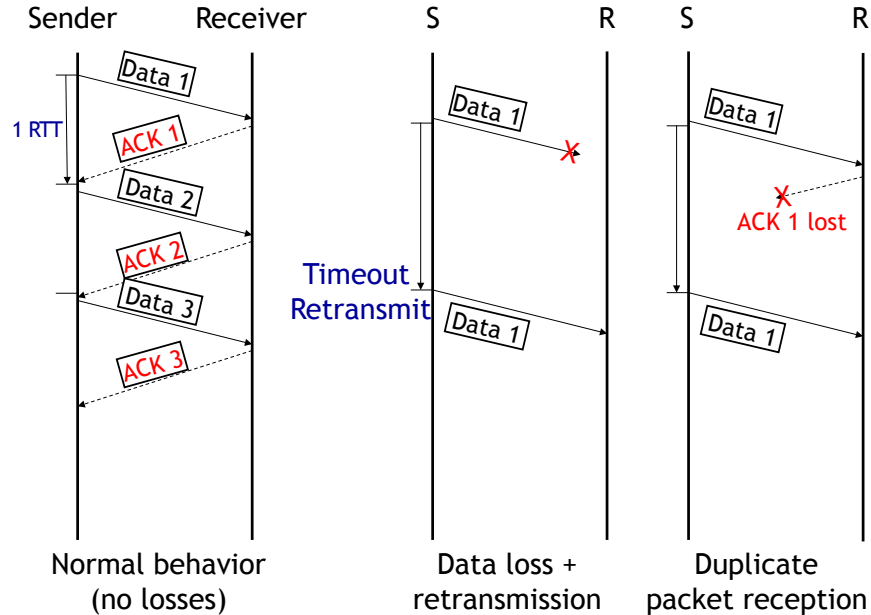 Sender
Receiver
Data 1
1 RTT
ACK 1
Data 2
ACK 2
Data 3
ACK 3
Normal behavior
(no losses)
S
R
Data 1
X
Timeout
Retransmit
Data 1
Data loss +
retransmission
S
R
Data 1
X
ACK 1 lost
Data 1
Duplicate
packet reception